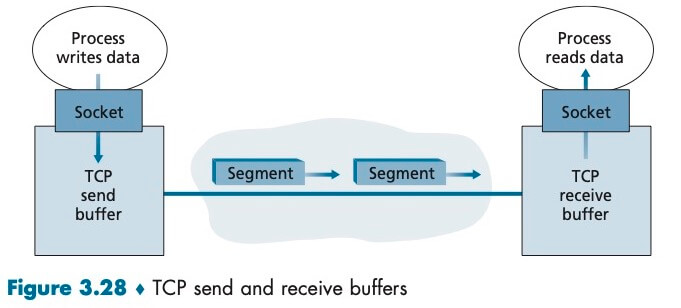 Process
writes data
Process
reads data
Socket
Socket
TCP
send
buffer
Segment
Segment
TCP
receive
buffer
Figure 3.28 ♦ TCP send and receive buffers